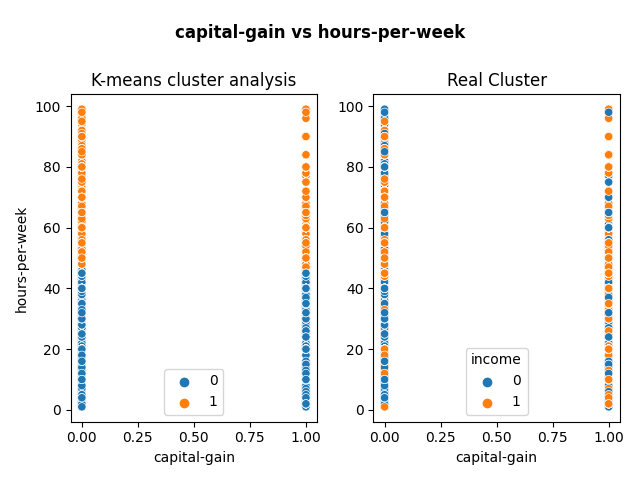 capital-gain vs hours-per-week
K-means cluster analysis
Real Cluster
100
80
60
40
20
0
hours-per-week
0
1
0.00 0.25 0.50 0.75 1.00
capital-gain
100
80
60
40
20
0
income
0
1
0.00 0.25 0.50 0.75 1.00
capital-gain